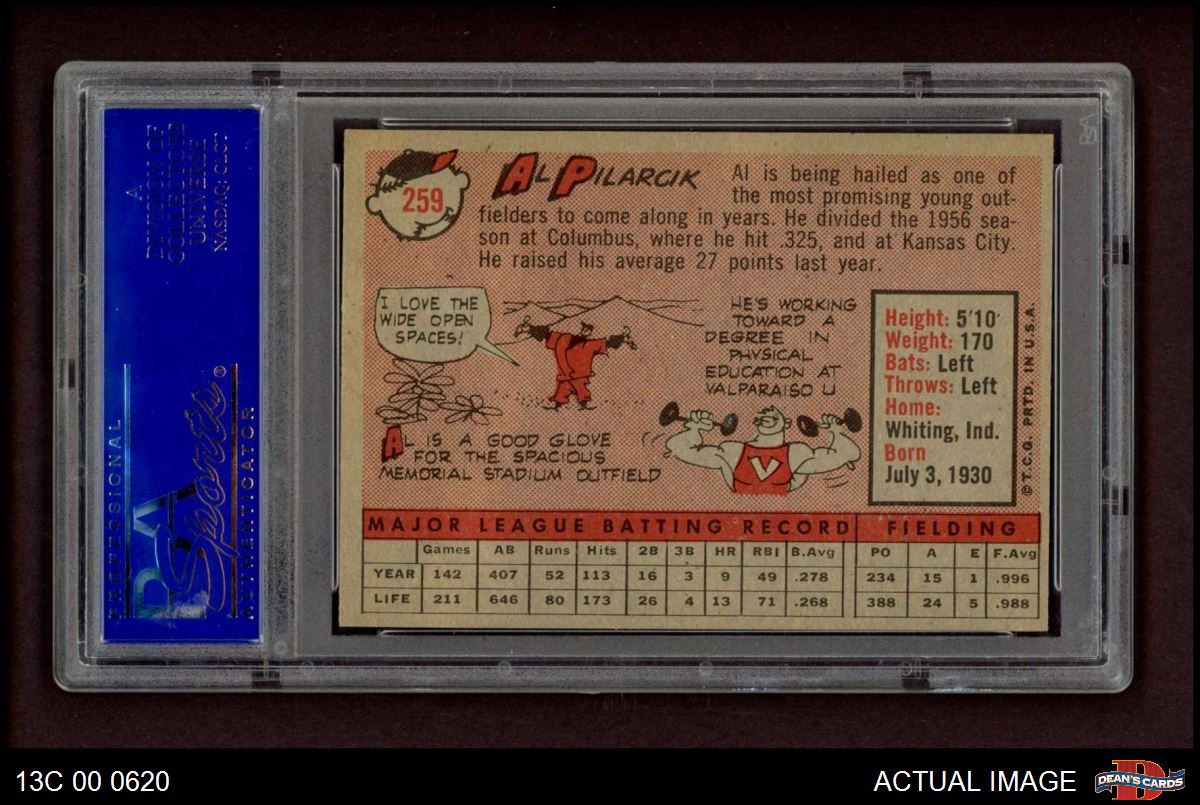 A
DIVISION OF
COLLECTORS
UNIVERSE
NASDAQ: CLCT
PROFESSIONAL
PSA
Sports®
AUTHENTICATOR
259
AL PILARCIK
Al is being hailed as one of
the most promising young out-
fielders to come along in years. He divided the 1956 sea-
son at Columbus, where he hit .325, and at Kansas City.
He raised his average 27 points last year.
I LOVE THE
WIDE OPEN
SPACES!
AL IS A GOOD GLOVE
FOR THE SPACIOUS
MEMORIAL STADIUM OUTFIELD
HE'S WORKING
TOWARD A
DEGREE IN
PHYSICAL
EDUCATION AT
VALPARAISO U
V
Height: 5'10"
Weight: 170
Bats: Left
Throws: Left
Home:
Whiting, Ind.
Born
July 3, 1930
©T.C.G. PRTD. IN U.S.A.
MAJOR LEAGUE BATTING RECORD FIELDING
Games AB Runs Hits 2B 3B HR RBI B.Avg PO A E F.Avg
YEAR 142 407 52 113 16 3 9 49 .278 234 15 1 .996
LIFE 211 646 80 173 26 4 13 71 .268 388 24 5 .988
13C 00 0620
ACTUAL IMAGE
D
DEAN'S CARDS